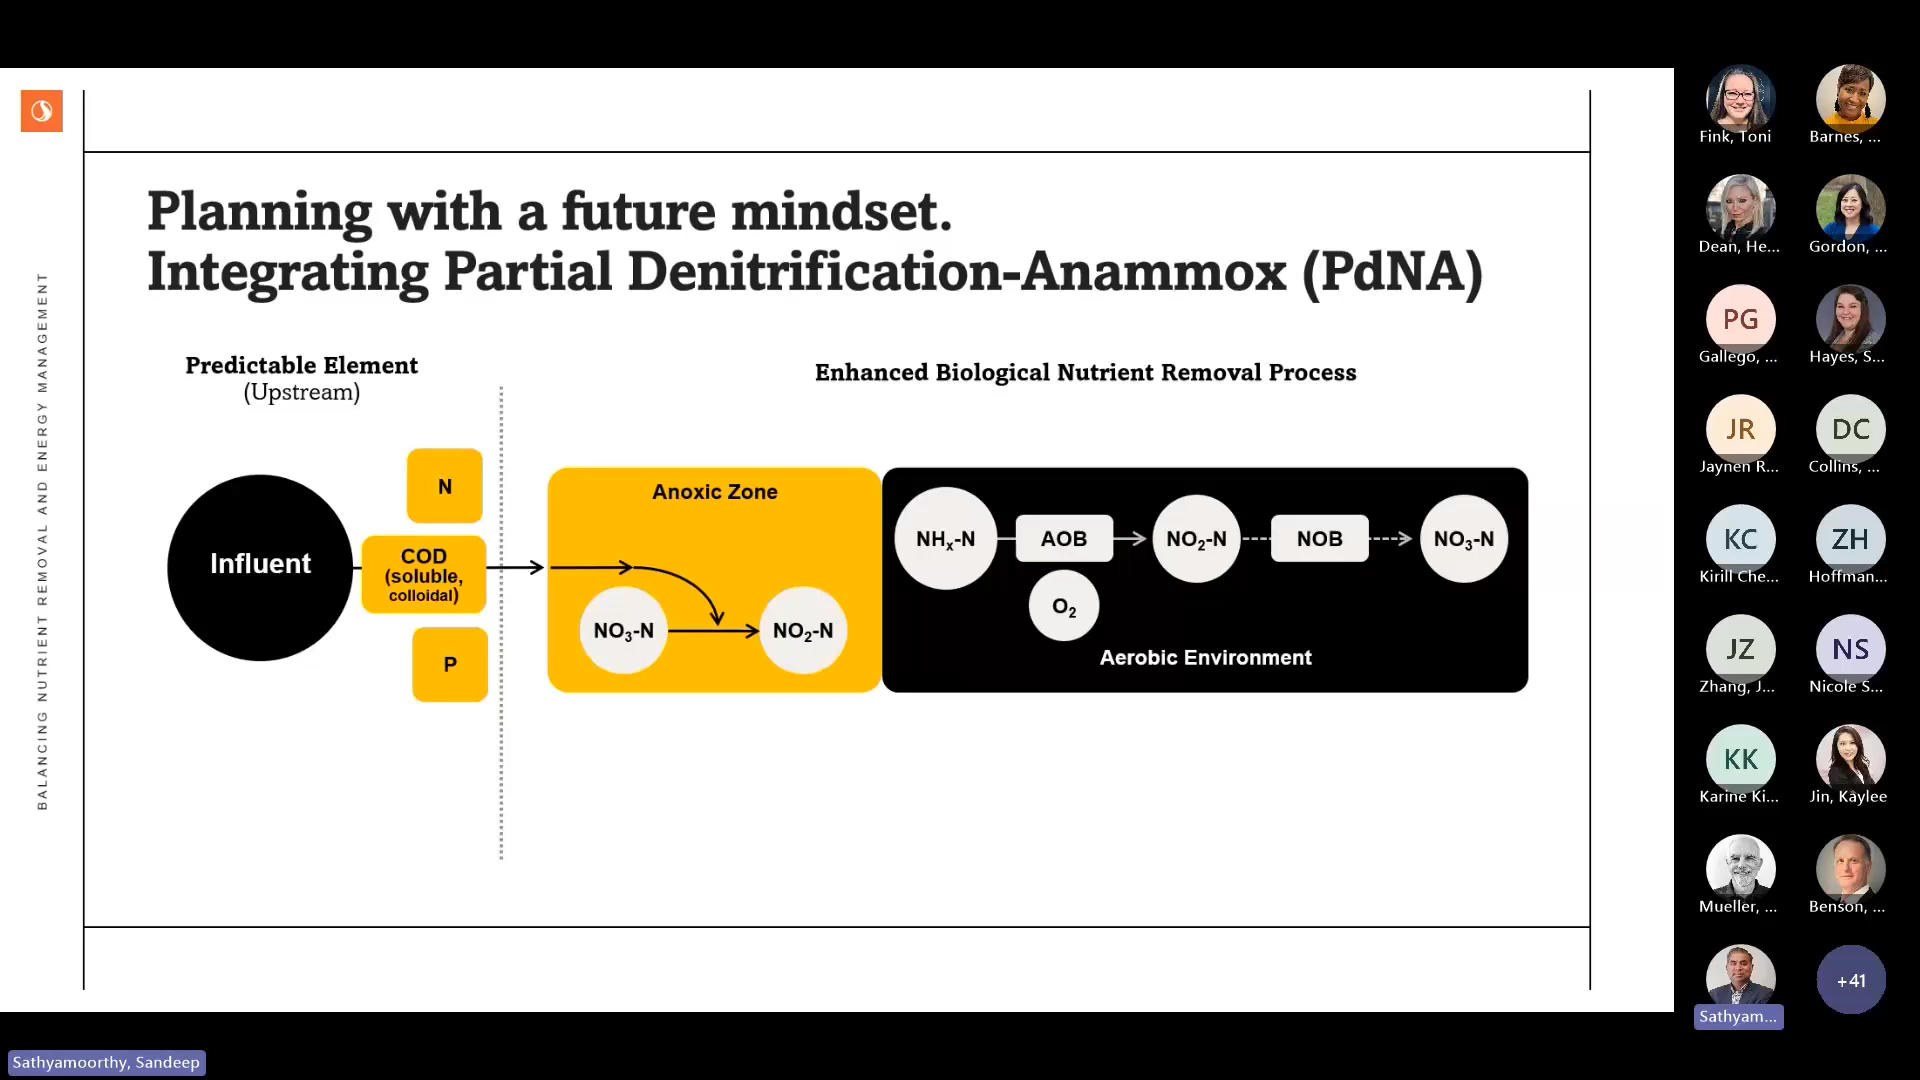 Planning with a future mindset.
Integrating Partial Denitrification-Anammox (PdNA)
BALANCING NUTRIENT REMOVAL AND ENERGY MANAGEMENT
Predictable Element
(Upstream)
Enhanced Biological Nutrient Removal Process
Influent
N
COD
(soluble,
colloidal)
P
Anoxic Zone
NO3-N
NO2-N
NHx-N
AOB
NO2-N
NOB
NO3-N
O2
Aerobic Environment
Fink, Toni
Barnes, ...
Dean, He...
Gordon, ...
PG
Gallego, ...
Hayes, S...
JR
Jaynen R...
DC
Collins, ...
KC
Kirill Che...
ZH
Hoffman...
JZ
Zhang, J...
NS
Nicole S...
KK
Karine Ki...
Jin, Kaylee
Mueller, ...
Benson, ...
Sathyam...
+41
Sathyamoorthy, Sandeep